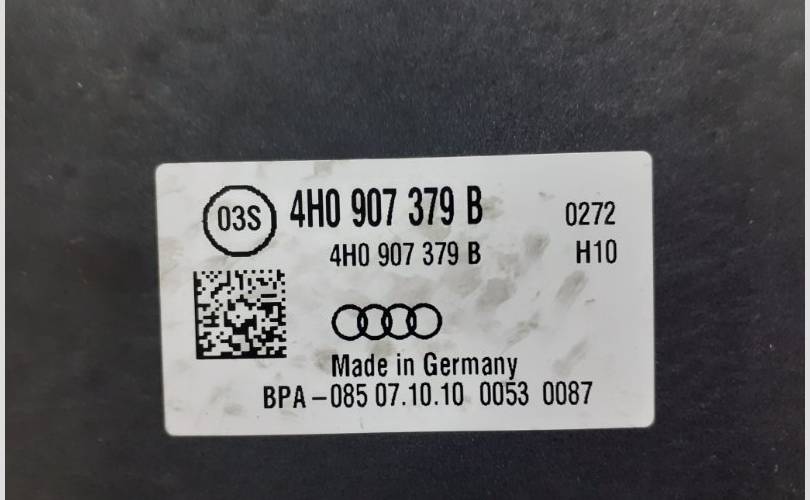 03S 4H0 907 379 B 0272
4H0 907 379 B H10
Made in Germany
BPA-085 07.10.10 0053 0087